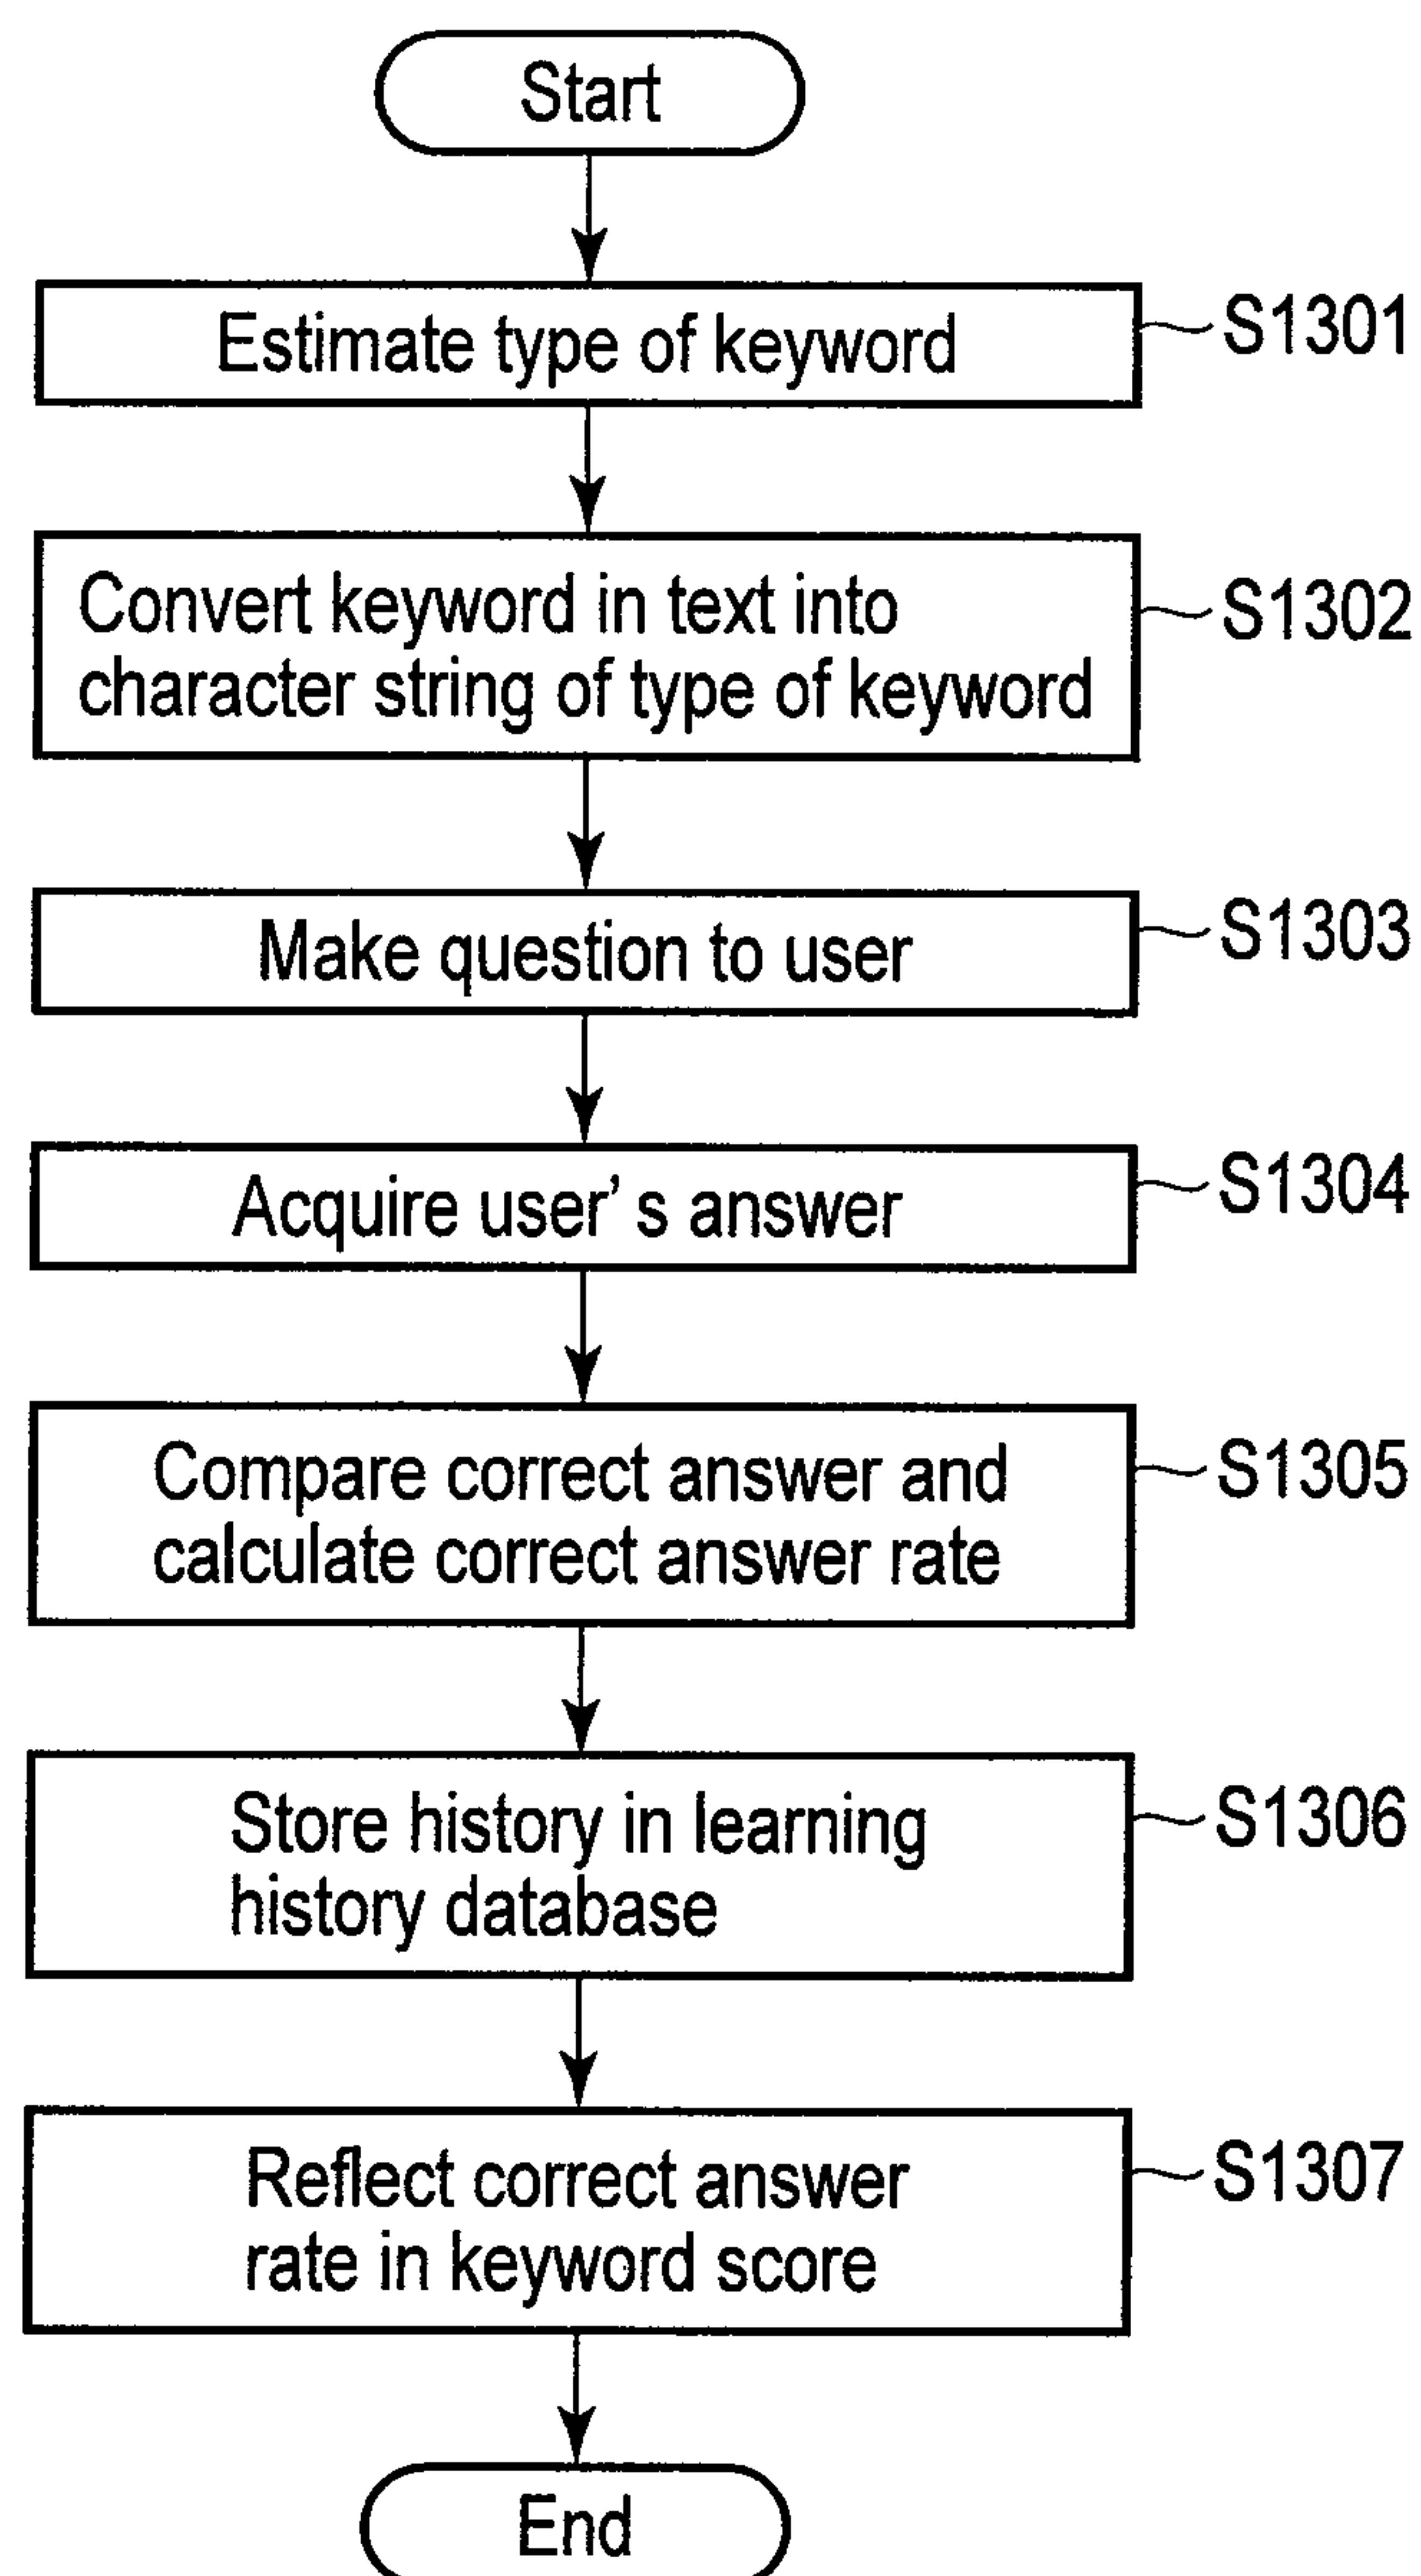 Start
Estimate type of keyword
S1301
Convert keyword in text into
character string of type of keyword
S1302
Make question to user
S1303
Acquire user's answer
S1304
Compare correct answer and
calculate correct answer rate
S1305
Store history in learning
history database
S1306
Reflect correct answer
rate in keyword score
S1307
End